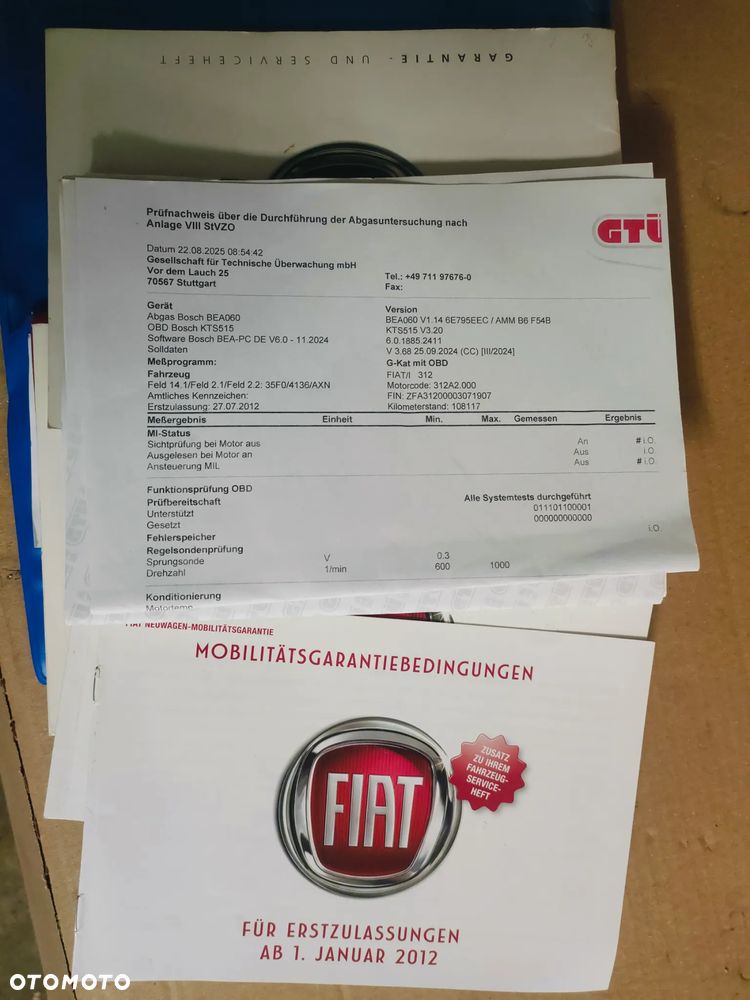 GARANTIE - UND SERVICEHEFT
Prüfnachweis über die Durchführung der Abgasuntersuchung nach
Anlage VIII StVZO
GTÜ
Datum 22.08.2025 08:54:42
Gesellschaft für Technische Überwachung mbH
Vor dem Lauch 25 Tel.: +49 711 97676-0
70567 Stuttgart Fax:
Gerät Version
Abgas Bosch BEA060 BEA060 V1.14 6E795EEC / AMM B6 F54B
OBD Bosch KTS515 KTS515 V3.20
Software Bosch BEA-PC DE V6.0 - 11.2024 6.0.1885.2411
Solldaten V 3.68 25.09.2024 (CC) [III/2024]
Meßprogramm: G-Kat mit OBD
Fahrzeug FIAT/I 312
Feld 14.1/Feld 2.1/Feld 2.2: 35F0/4136/AXN Motorcode: 312A2.000
Amtliches Kennzeichen: FIN: ZFA31200003071907
Erstzulassung: 27.07.2012 Kilometerstand: 108117
Meßergebnis Einheit Min. Max. Gemessen Ergebnis
MI-Status
Sichtprüfung bei Motor aus An # i.O.
Ausgelesen bei Motor an Aus i.O.
Ansteuerung MIL Aus # i.O.
Funktionsprüfung OBD
Prüfbereitschaft Alle Systemtests durchgeführt
Unterstützt 011101100001
Gesetzt 000000000000
Fehlerspeicher i.O.
Regelsondenprüfung
Sprungsonde V 0.3
Drehzahl 1/min 600 1000
Konditionierung
Motortemp
FIAT NEUWAGEN-MOBILITÄTSGARANTIE
MOBILITÄTSGARANTIEBEDINGUNGEN
ZUSATZ
ZU IHREM
FAHRZEUG-
SERVICE-
HEFT
FIAT
FÜR ERSTZULASSUNGEN
AB 1. JANUAR 2012
OTOMOTO